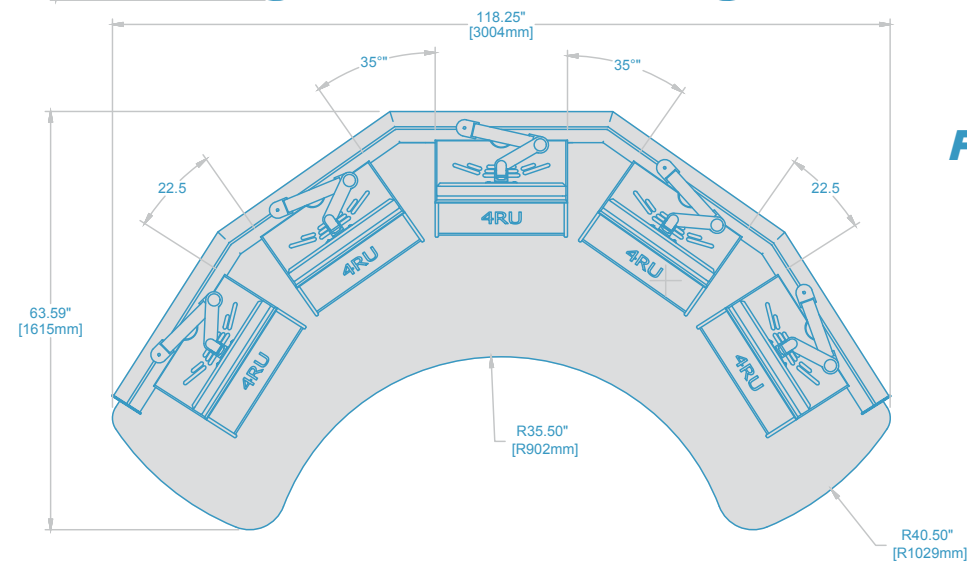 118.25"
[3004mm]
35°"
35°"
22.5
22.5
4RU
4RU
4RU
4RU
4RU
63.59"
[1615mm]
R35.50"
[R902mm]
R40.50"
[R1029mm]